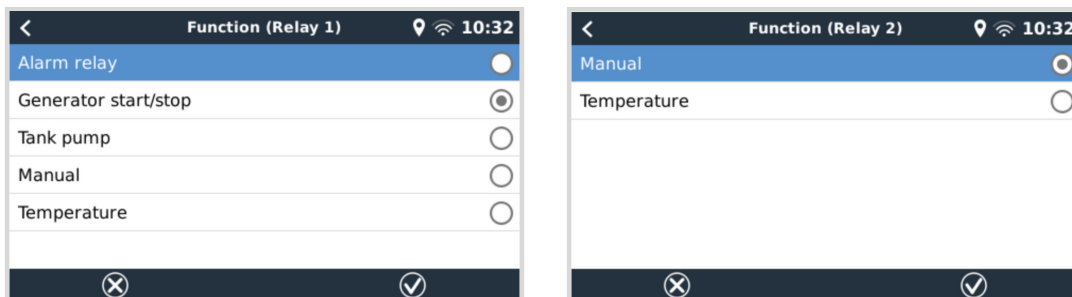 Function (Relay 1) 10:32
Alarm relay
Generator start/stop
Tank pump
Manual
Temperature
Function (Relay 2) 10:32
Manual
Temperature